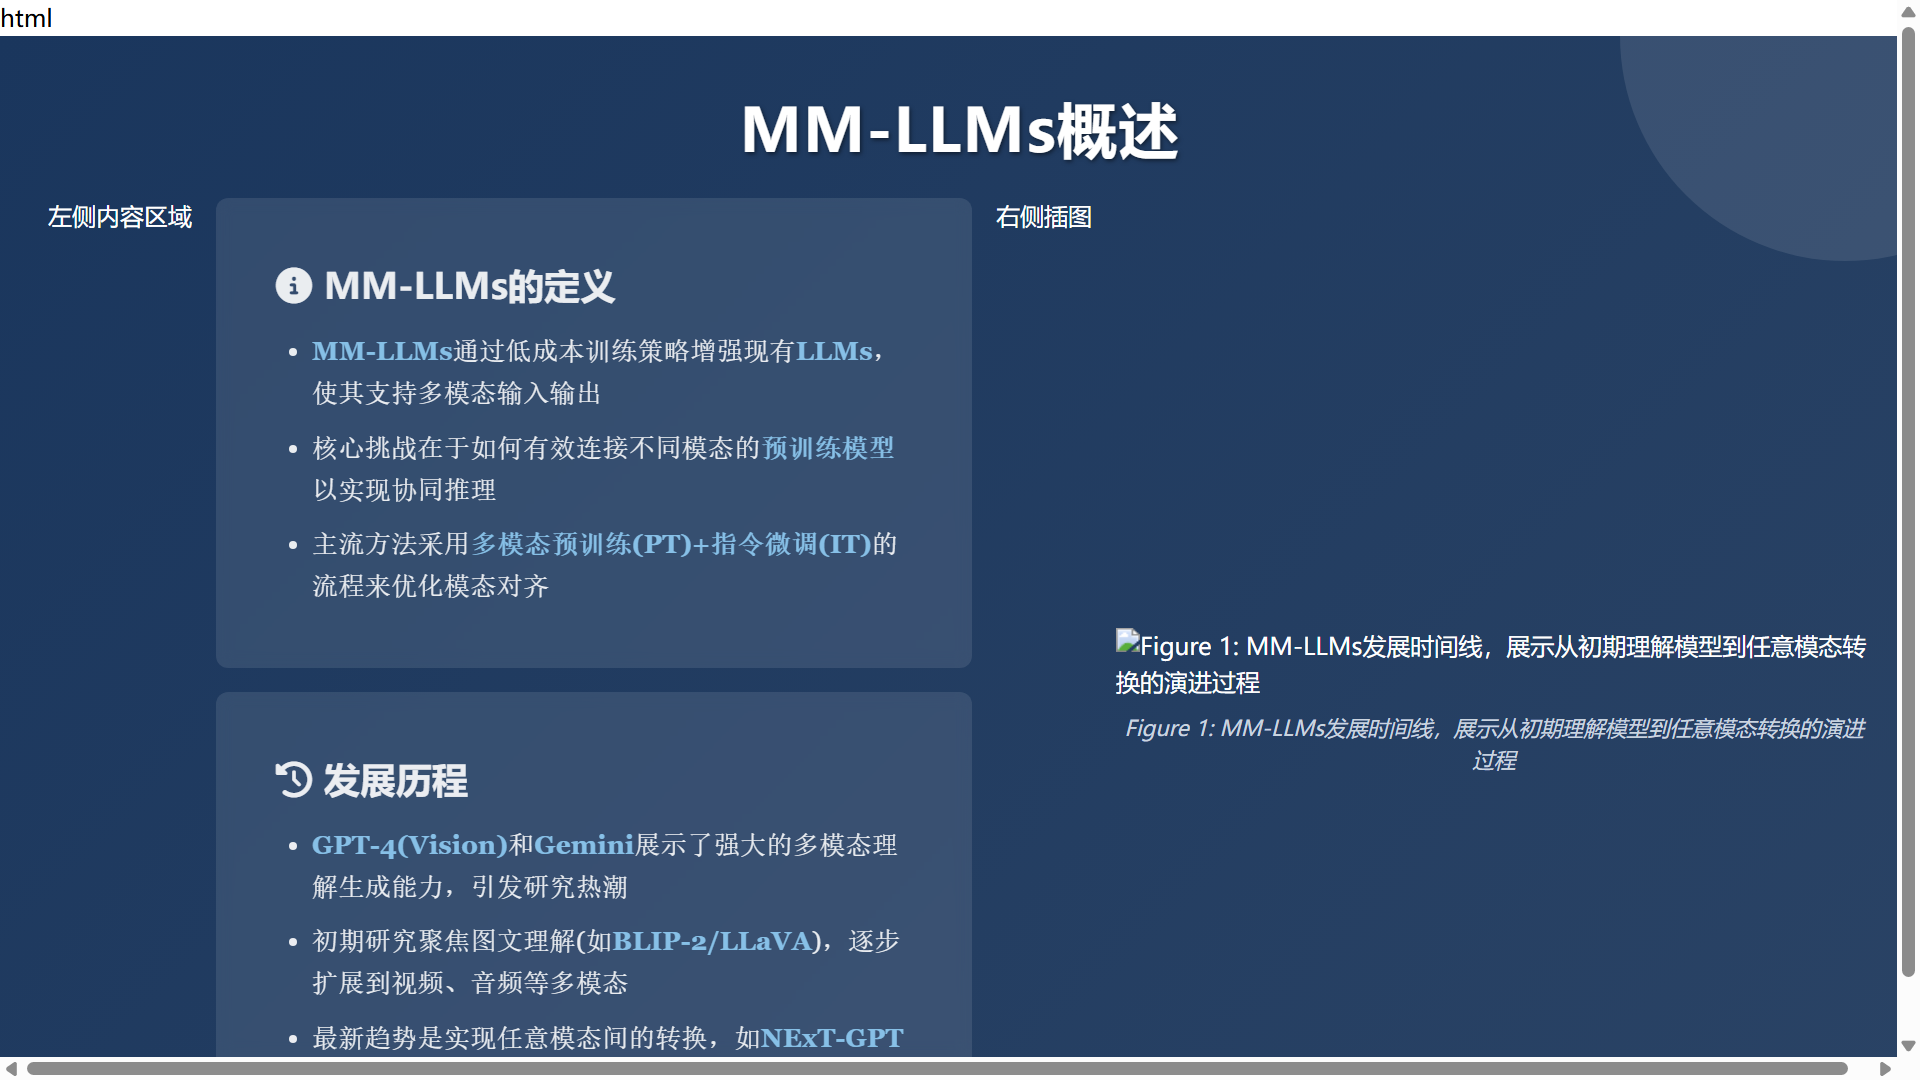 html
MM-LLMs概述
左侧内容区域
MM-LLMs的定义
MM-LLMs通过低成本训练策略增强现有LLMs，
使其支持多模态输入输出
核心挑战在于如何有效连接不同模态的预训练模型
以实现协同推理
主流方法采用多模态预训练(PT)+指令微调(IT)的
流程来优化模态对齐
发展历程
GPT-4(Vision)和Gemini展示了强大的多模态理
解生成能力，引发研究热潮
初期研究聚焦图文理解(如BLIP-2/LLaVA)，逐步
扩展到视频、音频等多模态
最新趋势是实现任意模态间的转换，如NExT-GPT
右侧插图
Figure 1: MM-LLMs发展时间线，展示从初期理解模型到任意模态转
换的演进过程
Figure 1: MM-LLMs发展时间线，展示从初期理解模型到任意模态转换的演进
过程